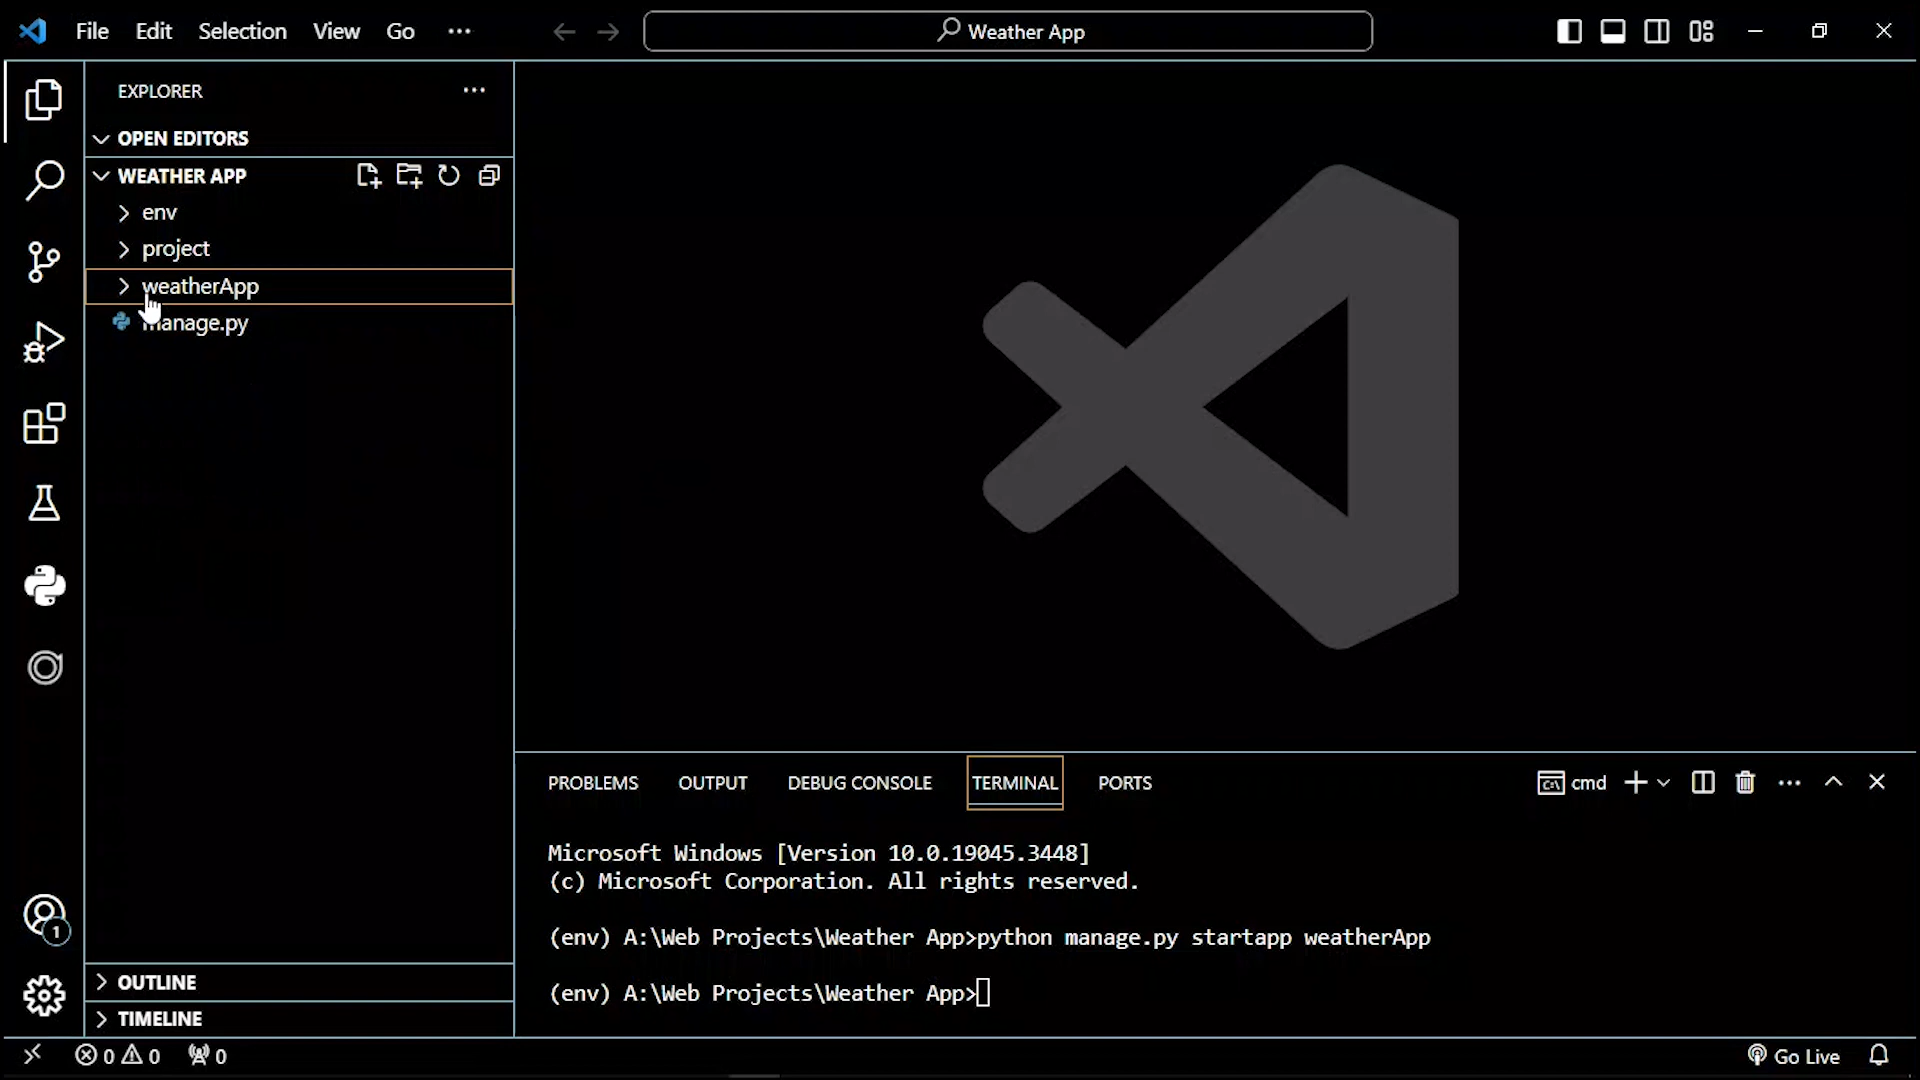 File Edit Selection View Go ···
Weather App
EXPLORER ···
OPEN EDITORS
WEATHER APP
env
project
weatherApp
manage.py
PROBLEMS OUTPUT DEBUG CONSOLE TERMINAL PORTS
cmd
Microsoft Windows [Version 10.0.19045.3448]
(c) Microsoft Corporation. All rights reserved.
(env) A:\Web Projects\Weather App>python manage.py startapp weatherApp
(env) A:\Web Projects\Weather App>
1
OUTLINE
TIMELINE
0 0 0 Go Live